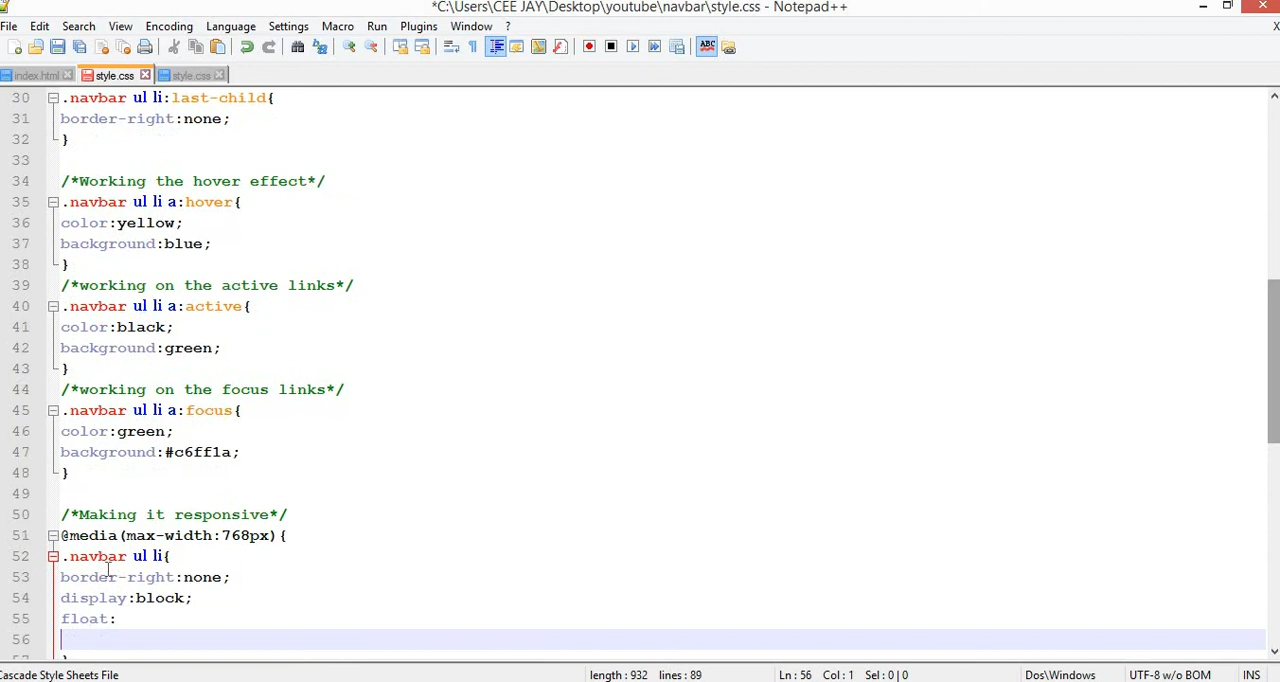 *C:\Users\CEE JAY\Desktop\youtube\navbar\style.css - Notepad++
File Edit Search View Encoding Language Settings Macro Run Plugins Window ? X
ABC
index.html style.css style.css
30 .navbar ul li:last-child{
31 border-right:none;
32 }
33
34 /*Working the hover effect*/
35 .navbar ul li a:hover{
36 color:yellow;
37 background:blue;
38 }
39 /*working on the active links*/
40 .navbar ul li a:active{
41 color:black;
42 background:green;
43 }
44 /*working on the focus links*/
45 .navbar ul li a:focus{
46 color:green;
47 background:#c6ff1a;
48 }
49
50 /*Making it responsive*/
51 @media(max-width:768px){
52 .navbar ul li{
53 border-right:none;
54 display:block;
55 float:
56
57 }
Cascade Style Sheets File length : 932 lines : 89 Ln : 56 Col : 1 Sel : 0 | 0 Dos\Windows UTF-8 w/o BOM INS